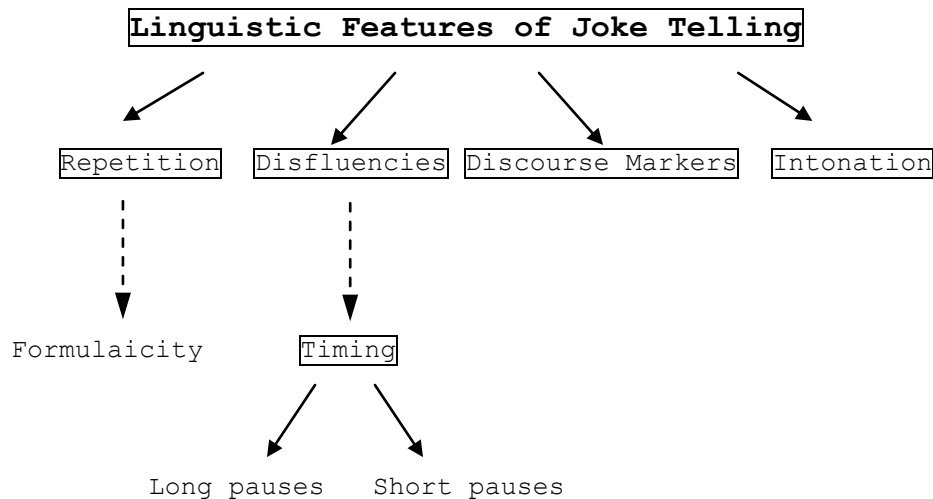 Linguistic Features of Joke Telling
Repetition Disfluencies Discourse Markers Intonation
Formulaicity Timing
Long pauses Short pauses